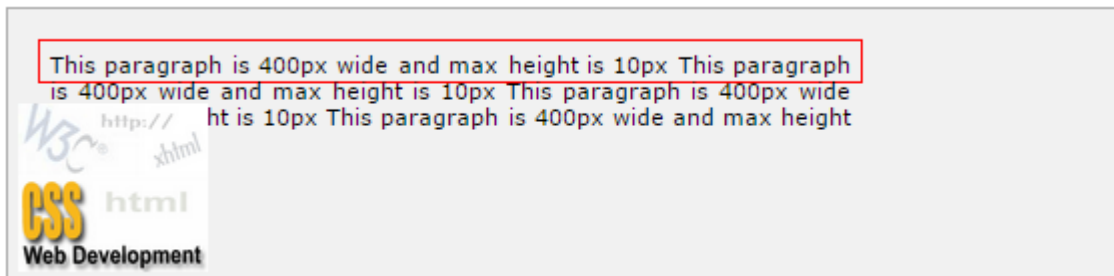 This paragraph is 400px wide and max height is 10px This paragraph
is 400px wide and max height is 10px This paragraph is 400px wide
ht is 10px This paragraph is 400px wide and max height
W3C®
http://
xhtml
CSS
html
Web Development